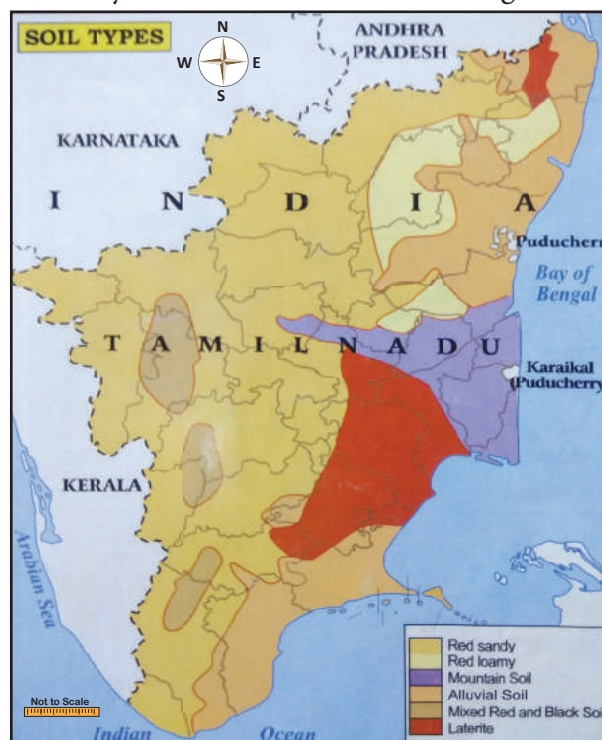 SOIL TYPES
N
W E
S
ANDHRA
PRADESH
KARNATAKA
I N D I A
Puducherri
Bay of
Bengal
T A M I L N A D U
Karaikal
(Puducherry)
KERALA
Arabian Sea
Red sandy
Red loamy
Mountain Soil
Alluvial Soil
Mixed Red and Black Soi
Laterite
Not to Scale
Indian Ocean